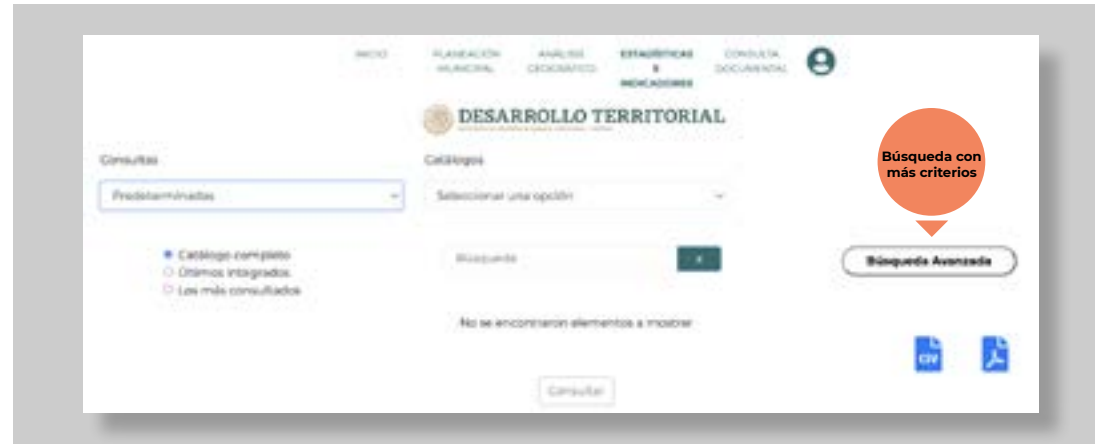 INICIO
PLANEACIÓN
MUNICIPAL
ANÁLISIS
GEOGRÁFICO
ESTADÍSTICAS
E
INDICADORES
CONSULTA
DOCUMENTAL
DESARROLLO TERRITORIAL
Consultas
Catálogos
Predeterminadas
Seleccionar una opción
Búsqueda con
más criterios
Catálogo completo
Últimos integrados
Los más consultados
Búsqueda
x
Búsqueda Avanzada
No se encontraron elementos a mostrar
CSV
Consultar